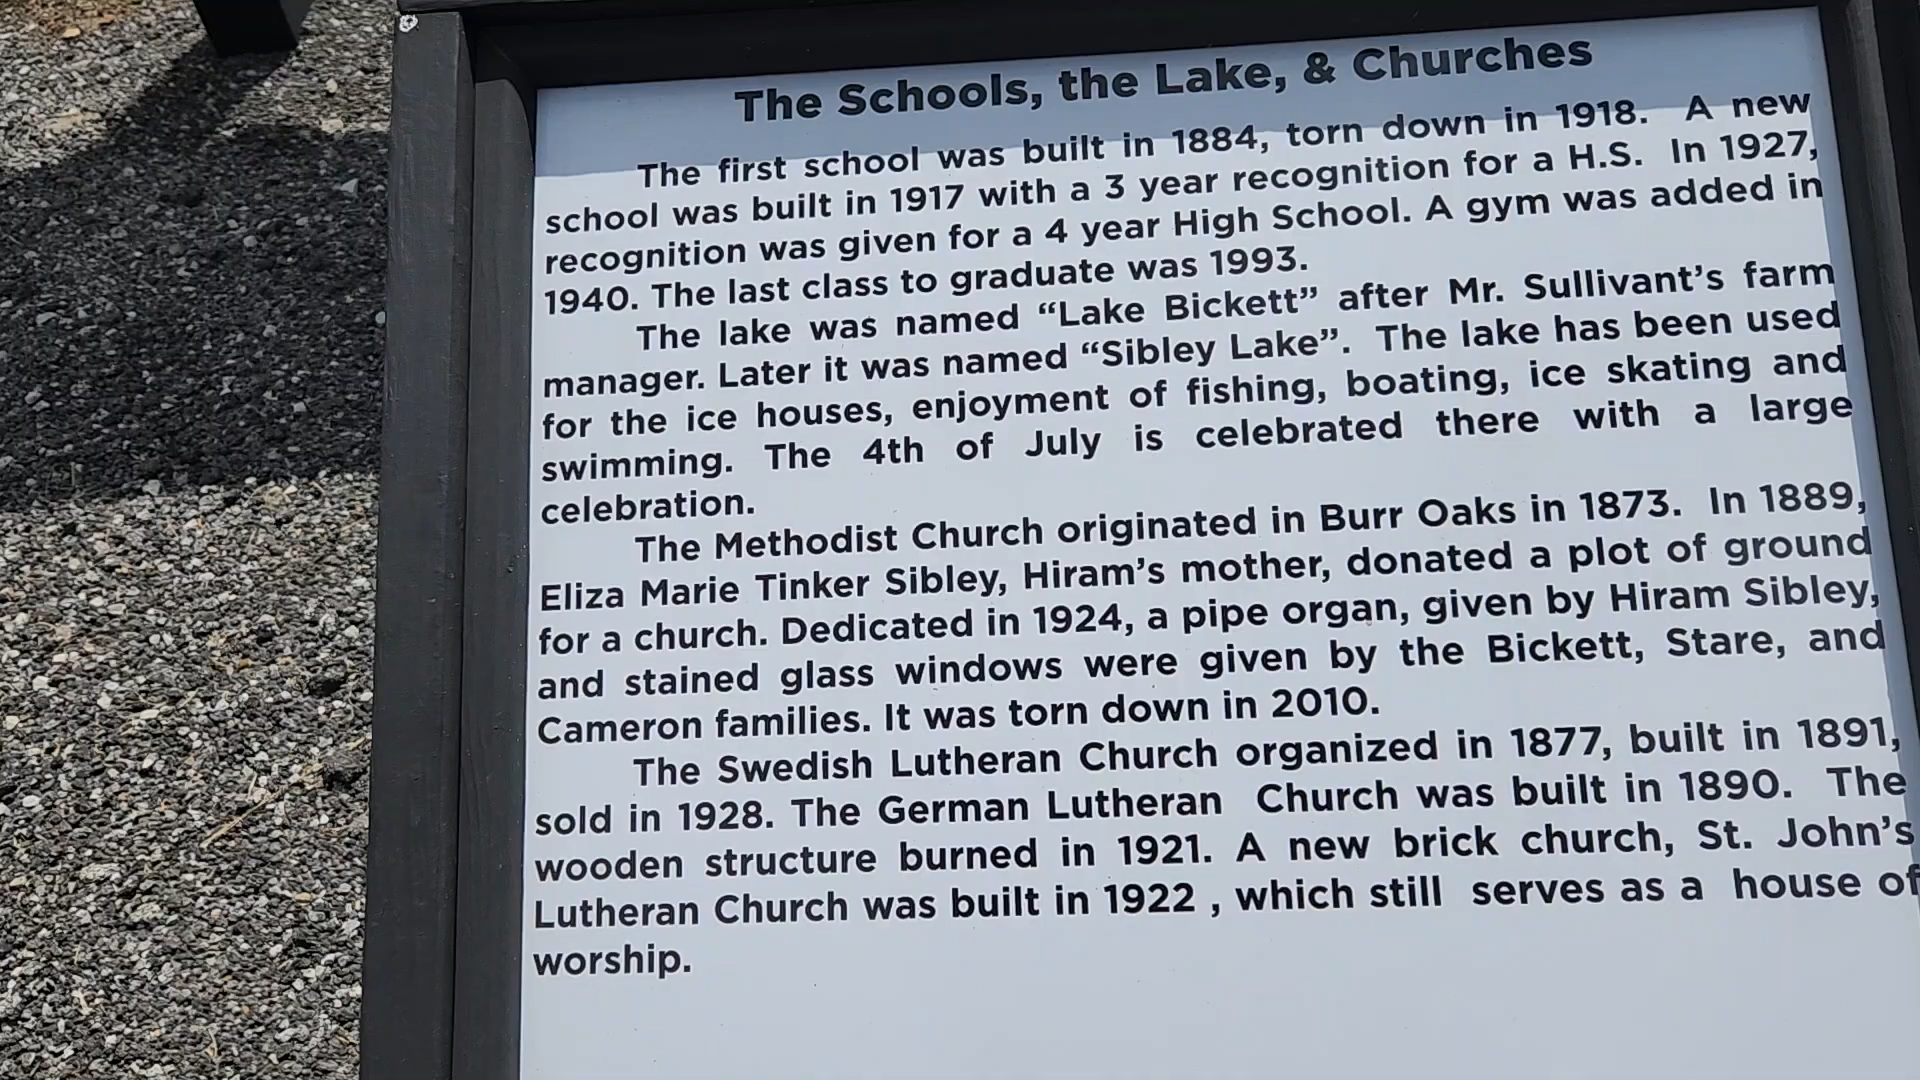 The Schools, the Lake, & Churches
The first school was built in 1884, torn down in 1918. A new
school was built in 1917 with a 3 year recognition for a H.S. In 1927,
recognition was given for a 4 year High School. A gym was added in
1940. The last class to graduate was 1993.
The lake was named “Lake Bickett” after Mr. Sullivant’s farm
manager. Later it was named “Sibley Lake”. The lake has been used
for the ice houses, enjoyment of fishing, boating, ice skating and
swimming. The 4th of July is celebrated there with a large
celebration.
The Methodist Church originated in Burr Oaks in 1873. In 1889,
Eliza Marie Tinker Sibley, Hiram’s mother, donated a plot of ground
for a church. Dedicated in 1924, a pipe organ, given by Hiram Sibley,
and stained glass windows were given by the Bickett, Stare, and
Cameron families. It was torn down in 2010.
The Swedish Lutheran Church organized in 1877, built in 1891,
sold in 1928. The German Lutheran Church was built in 1890. The
wooden structure burned in 1921. A new brick church, St. John’s
Lutheran Church was built in 1922 , which still serves as a house of
worship.